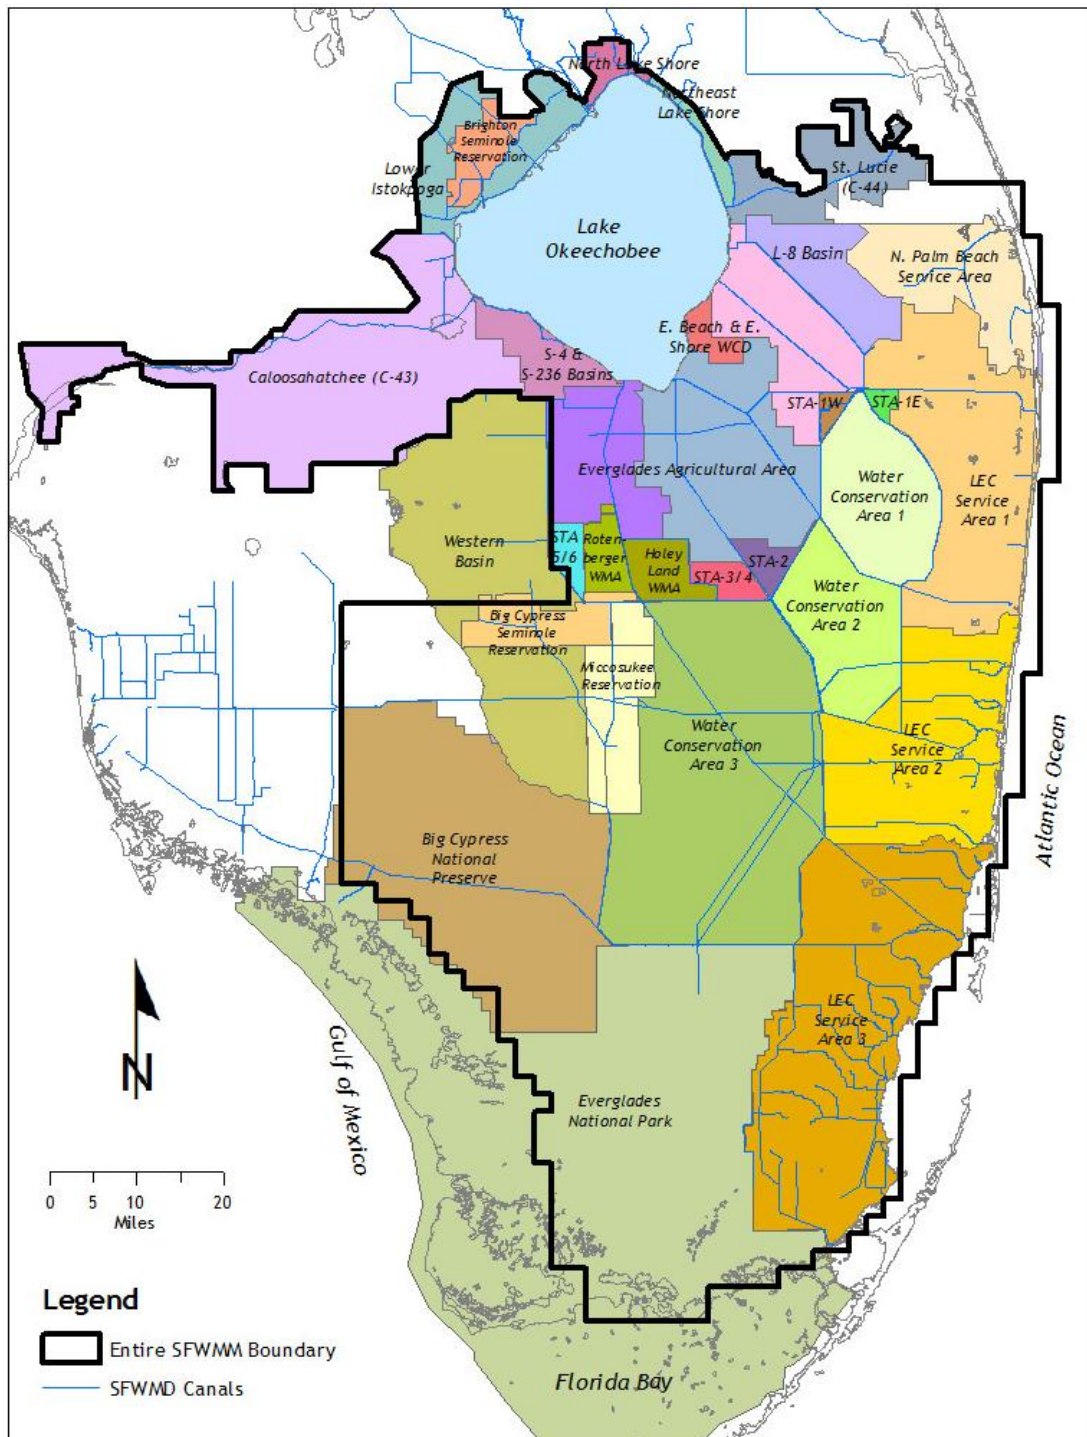 North Lake Shore
Northeast
Lake Shore
Brighton
Seminole
Reservation
Lower
Istokpoga
St. Lucie
(C-44)
Lake
Okeechobee
L-8 Basin
N. Palm Beach
Service Area
E. Beach & E.
Shore WCD
S-4 &
S-236 Basins
Caloosahatchee (C-43)
STA-1W
STA-1E
Everglades Agricultural Area
Water
Conservation
Area 1
LEC
Service
Area 1
Western
Basin
STA
5/6
Roten-
berger
WMA
Holey
Land
WMA
STA-3/4
STA-2
Water
Conservation
Area 2
Big Cypress
Seminole
Reservation
Miccosukee
Reservation
Water
Conservation
Area 3
LEC
Service
Area 2
Atlantic Ocean
Big Cypress
National
Preserve
LEC
Service
Area 3
N
Gulf of Mexico
Everglades
National Park
0 5 10 20
Miles
Legend
Entire SFWMM Boundary
SFWMD Canals
Florida Bay